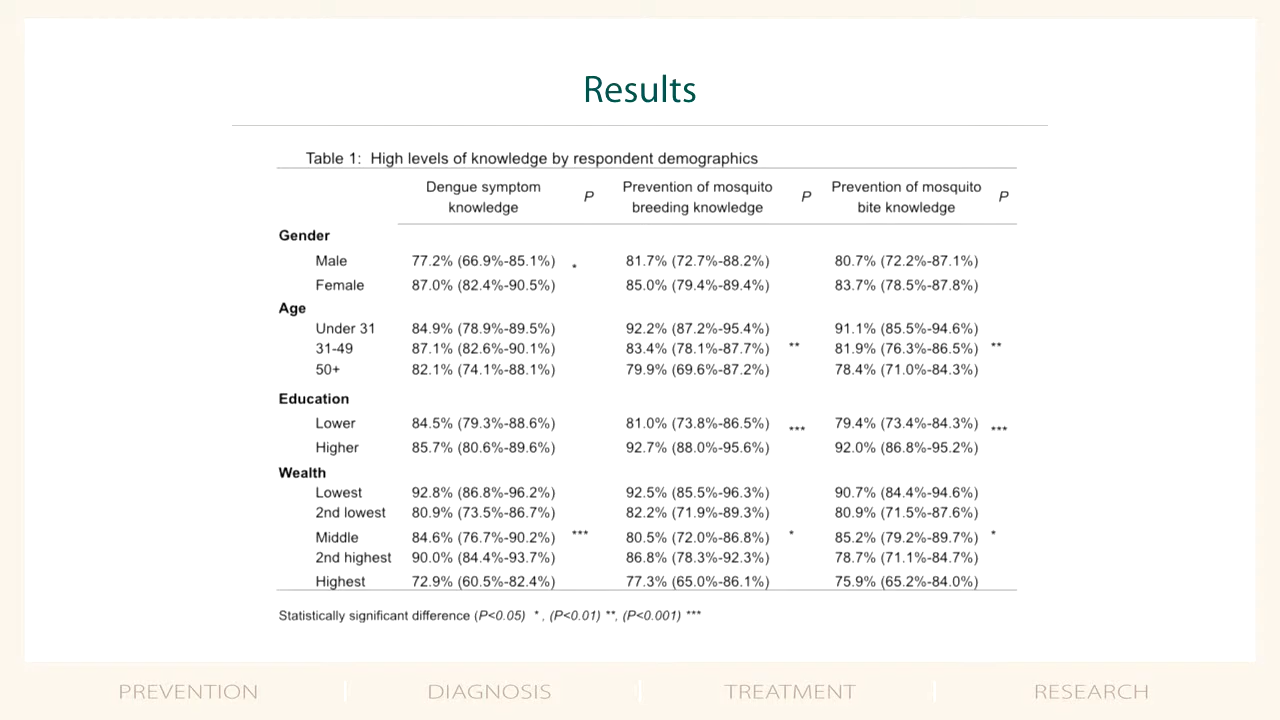 Results
Table 1: High levels of knowledge by respondent demographics
Dengue symptom knowledge P Prevention of mosquito breeding knowledge P Prevention of mosquito bite knowledge P
Gender
Male 77.2% (66.9%-85.1%) * 81.7% (72.7%-88.2%) 80.7% (72.2%-87.1%)
Female 87.0% (82.4%-90.5%) 85.0% (79.4%-89.4%) 83.7% (78.5%-87.8%)
Age
Under 31 84.9% (78.9%-89.5%) 92.2% (87.2%-95.4%) 91.1% (85.5%-94.6%)
31-49 87.1% (82.6%-90.1%) 83.4% (78.1%-87.7%) ** 81.9% (76.3%-86.5%) **
50+ 82.1% (74.1%-88.1%) 79.9% (69.6%-87.2%) 78.4% (71.0%-84.3%)
Education
Lower 84.5% (79.3%-88.6%) 81.0% (73.8%-86.5%) *** 79.4% (73.4%-84.3%) ***
Higher 85.7% (80.6%-89.6%) 92.7% (88.0%-95.6%) 92.0% (86.8%-95.2%)
Wealth
Lowest 92.8% (86.8%-96.2%) 92.5% (85.5%-96.3%) 90.7% (84.4%-94.6%)
2nd lowest 80.9% (73.5%-86.7%) 82.2% (71.9%-89.3%) 80.9% (71.5%-87.6%)
Middle 84.6% (76.7%-90.2%) *** 80.5% (72.0%-86.8%) * 85.2% (79.2%-89.7%) *
2nd highest 90.0% (84.4%-93.7%) 86.8% (78.3%-92.3%) 78.7% (71.1%-84.7%)
Highest 72.9% (60.5%-82.4%) 77.3% (65.0%-86.1%) 75.9% (65.2%-84.0%)
Statistically significant difference (P<0.05) * , (P<0.01) **, (P<0.001) ***
PREVENTION DIAGNOSIS TREATMENT RESEARCH